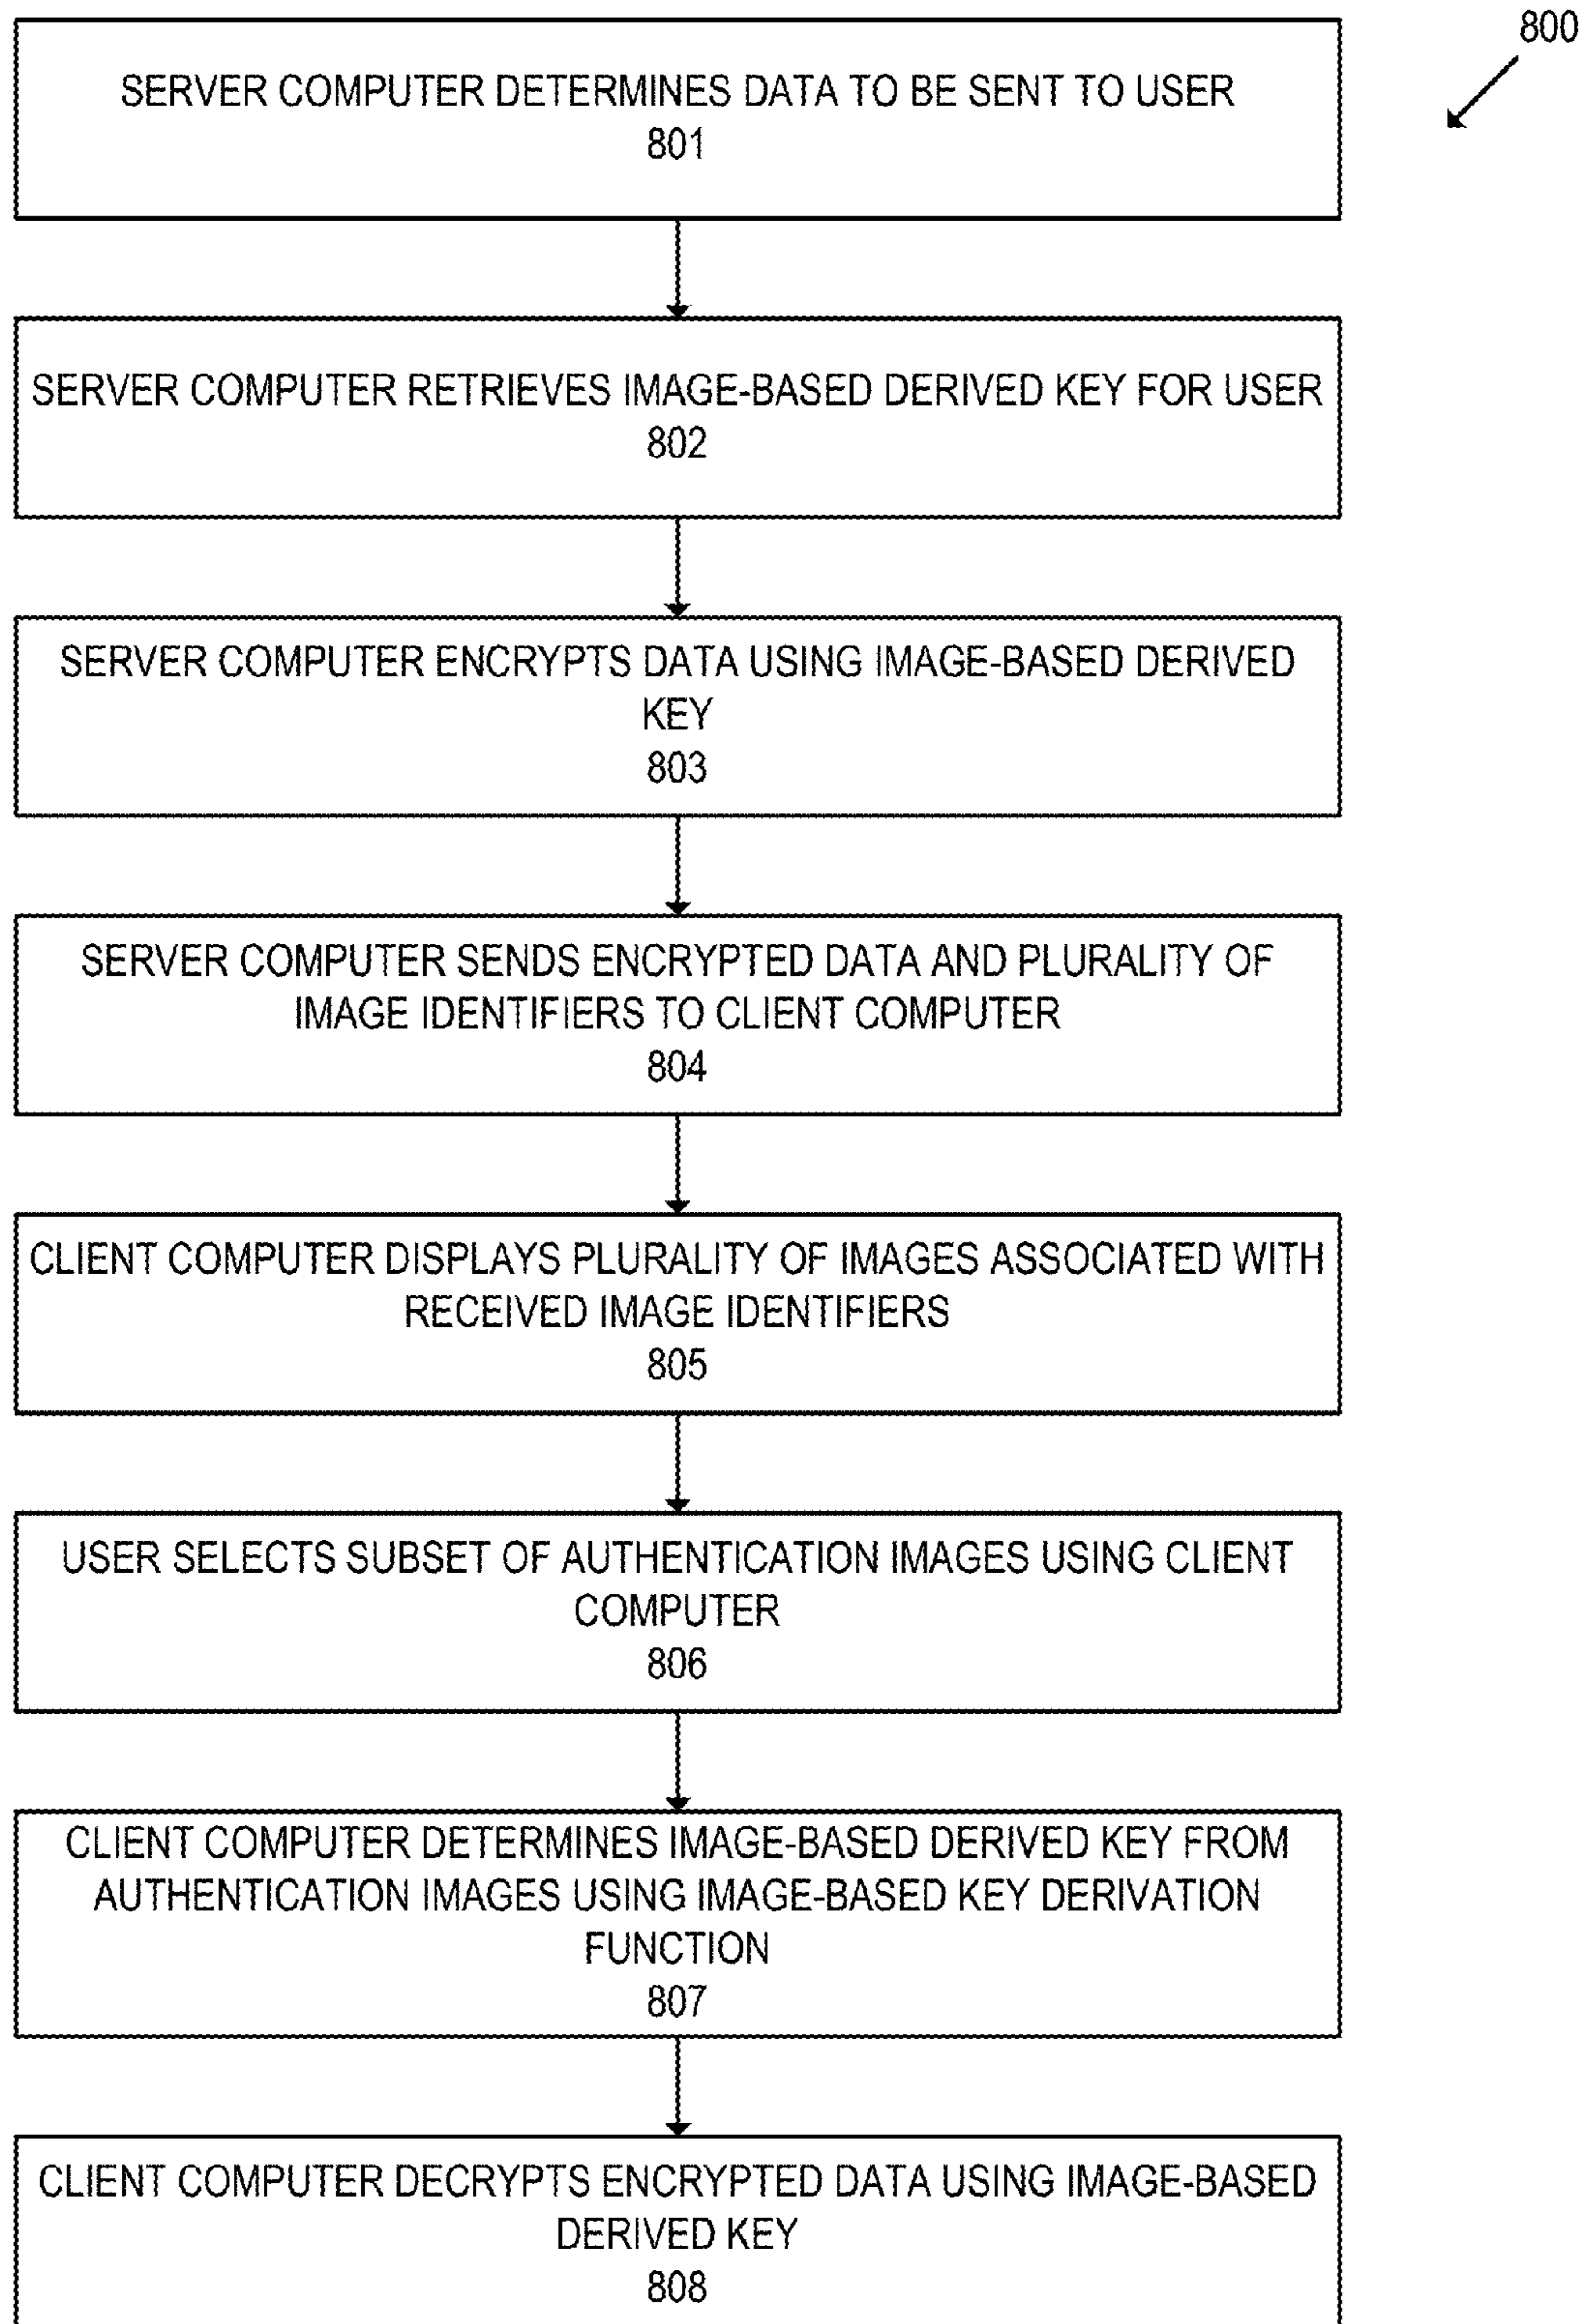 800
SERVER COMPUTER DETERMINES DATA TO BE SENT TO USER
801
SERVER COMPUTER RETRIEVES IMAGE-BASED DERIVED KEY FOR USER
802
SERVER COMPUTER ENCRYPTS DATA USING IMAGE-BASED DERIVED
KEY
803
SERVER COMPUTER SENDS ENCRYPTED DATA AND PLURALITY OF
IMAGE IDENTIFIERS TO CLIENT COMPUTER
804
CLIENT COMPUTER DISPLAYS PLURALITY OF IMAGES ASSOCIATED WITH
RECEIVED IMAGE IDENTIFIERS
805
USER SELECTS SUBSET OF AUTHENTICATION IMAGES USING CLIENT
COMPUTER
806
CLIENT COMPUTER DETERMINES IMAGE-BASED DERIVED KEY FROM
AUTHENTICATION IMAGES USING IMAGE-BASED KEY DERIVATION
FUNCTION
807
CLIENT COMPUTER DECRYPTS ENCRYPTED DATA USING IMAGE-BASED
DERIVED KEY
808